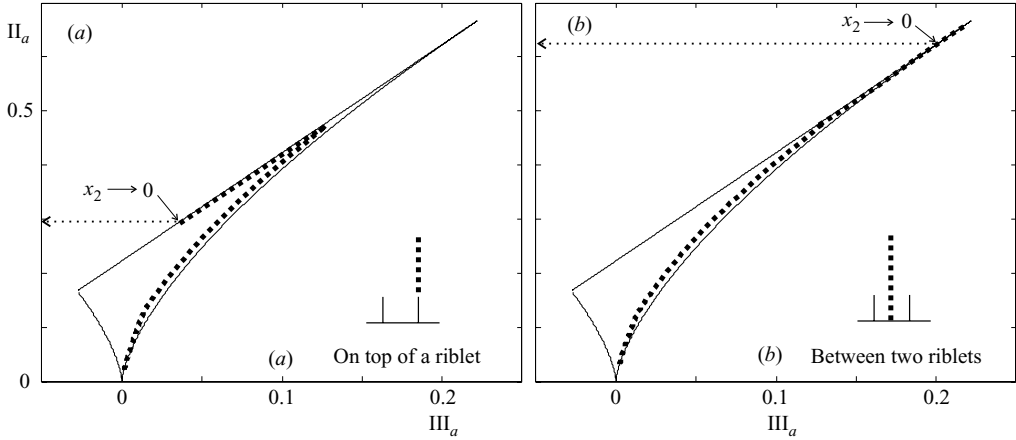 II_a
(a)
x_2 → 0
0.5
0
(a) On top of a riblet
0 0.1 0.2
III_a
(b)
x_2 → 0
(b) Between two riblets
0 0.1 0.2
III_a